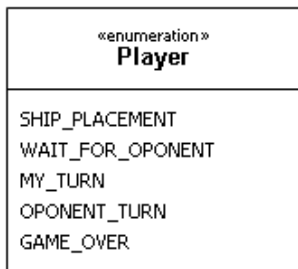 «enumeration»
Player
SHIP_PLACEMENT
WAIT_FOR_OPONENT
MY_TURN
OPONENT_TURN
GAME_OVER